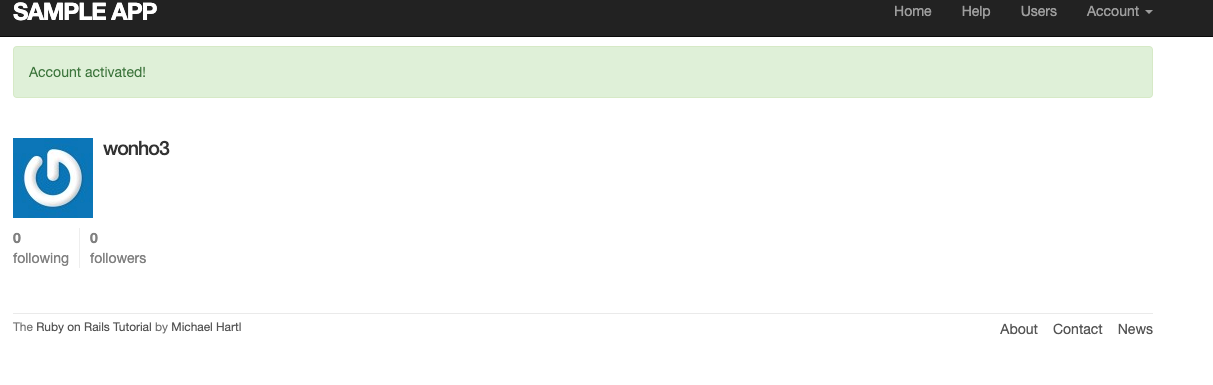 SAMPLE APP Home Help Users Account
Account activated!
wonho3
0 0
following followers
The Ruby on Rails Tutorial by Michael Hartl About Contact News